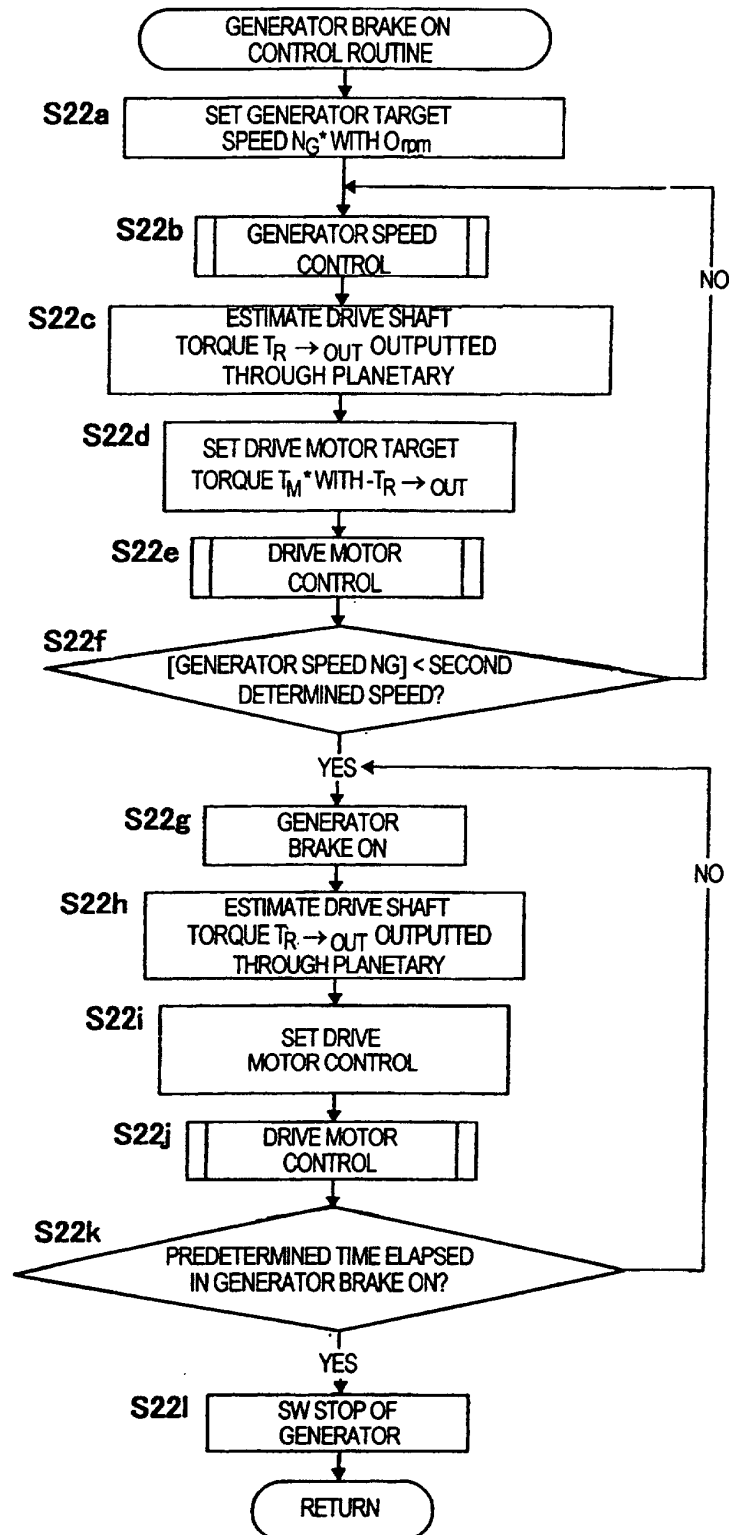 GENERATOR BRAKE ON
CONTROL ROUTINE
S22a
SET GENERATOR TARGET
SPEED NG* WITH Orpm
S22b
GENERATOR SPEED
CONTROL
NO
S22c
ESTIMATE DRIVE SHAFT
TORQUE TR → OUT OUTPUTTED
THROUGH PLANETARY
S22d
SET DRIVE MOTOR TARGET
TORQUE TM* WITH -TR → OUT
S22e
DRIVE MOTOR
CONTROL
S22f
[GENERATOR SPEED NG] < SECOND
DETERMINED SPEED?
YES
S22g
GENERATOR
BRAKE ON
NO
S22h
ESTIMATE DRIVE SHAFT
TORQUE TR → OUT OUTPUTTED
THROUGH PLANETARY
S22i
SET DRIVE
MOTOR CONTROL
S22j
DRIVE MOTOR
CONTROL
S22k
PREDETERMINED TIME ELAPSED
IN GENERATOR BRAKE ON?
YES
S22l
SW STOP OF
GENERATOR
RETURN